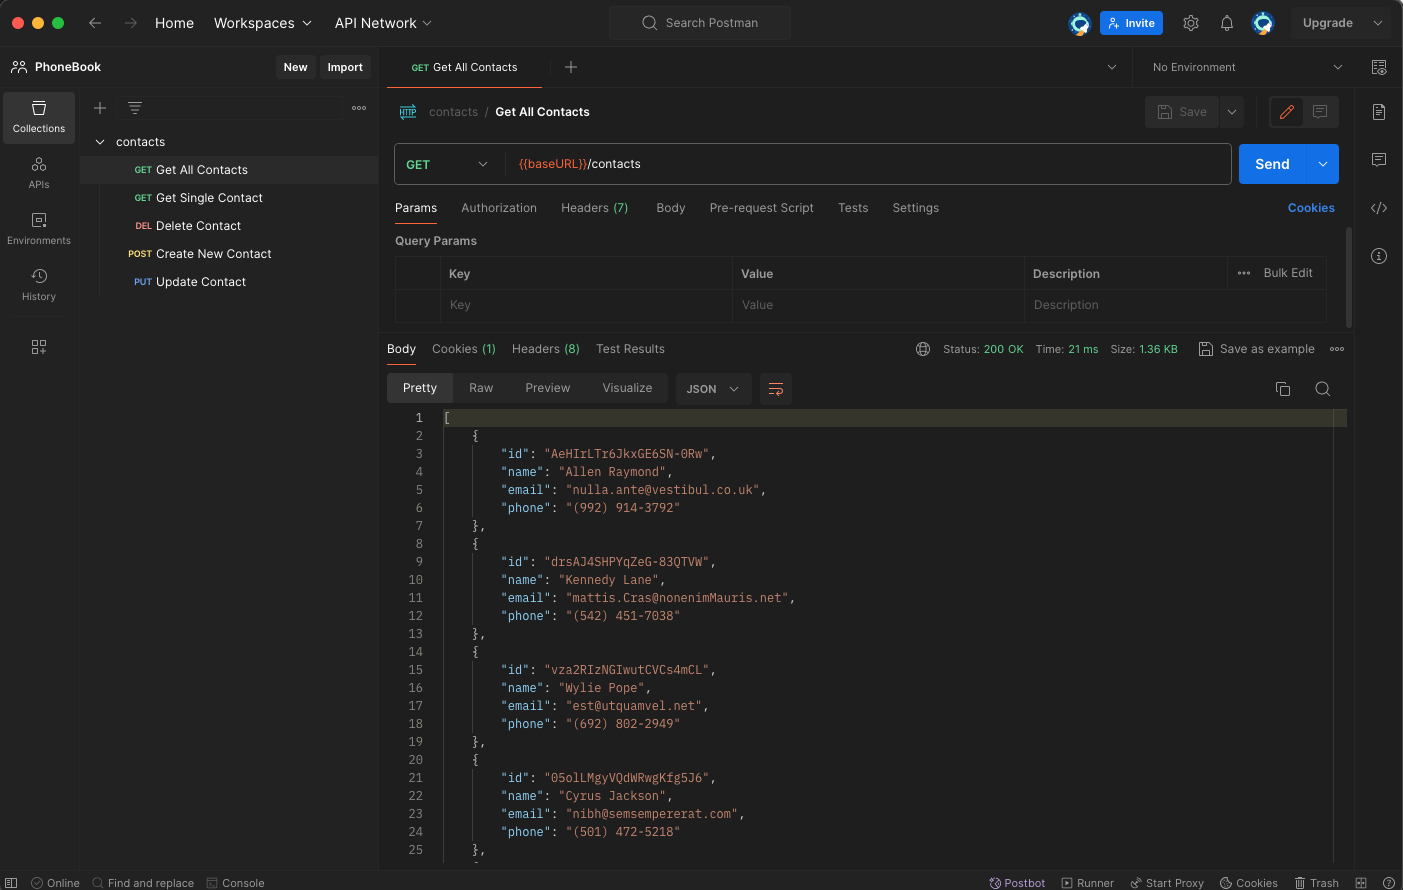 Home Workspaces API Network Search Postman Invite Upgrade
PhoneBook New Import
GET Get All Contacts No Environment
Collections
APIs
Environments
History
contacts
GET Get All Contacts
GET Get Single Contact
DEL Delete Contact
POST Create New Contact
PUT Update Contact
HTTP contacts / Get All Contacts Save
GET {{baseURL}}/contacts Send
Params Authorization Headers (7) Body Pre-request Script Tests Settings Cookies
Query Params
Key Value Description Bulk Edit
Key Value Description
Body Cookies (1) Headers (8) Test Results Status: 200 OK Time: 21 ms Size: 1.36 KB Save as example
Pretty Raw Preview Visualize JSON
1 [
2 {
3 "id": "AeHIrLTr6JkxGE6SN-0Rw",
4 "name": "Allen Raymond",
5 "email": "nulla.ante@vestibul.co.uk",
6 "phone": "(992) 914-3792"
7 },
8 {
9 "id": "drsAJ4SHPYqZeG-83QTVW",
10 "name": "Kennedy Lane",
11 "email": "mattis.Cras@nonenimMauris.net",
12 "phone": "(542) 451-7038"
13 },
14 {
15 "id": "vza2RIzNGIwutCVCs4mCL",
16 "name": "Wylie Pope",
17 "email": "est@utquamvel.net",
18 "phone": "(692) 802-2949"
19 },
20 {
21 "id": "05olLMgyVQdWRwgKfg5J6",
22 "name": "Cyrus Jackson",
23 "email": "nibh@semsempererat.com",
24 "phone": "(501) 472-5218"
25 },
Online Find and replace Console Postbot Runner Start Proxy Cookies Trash